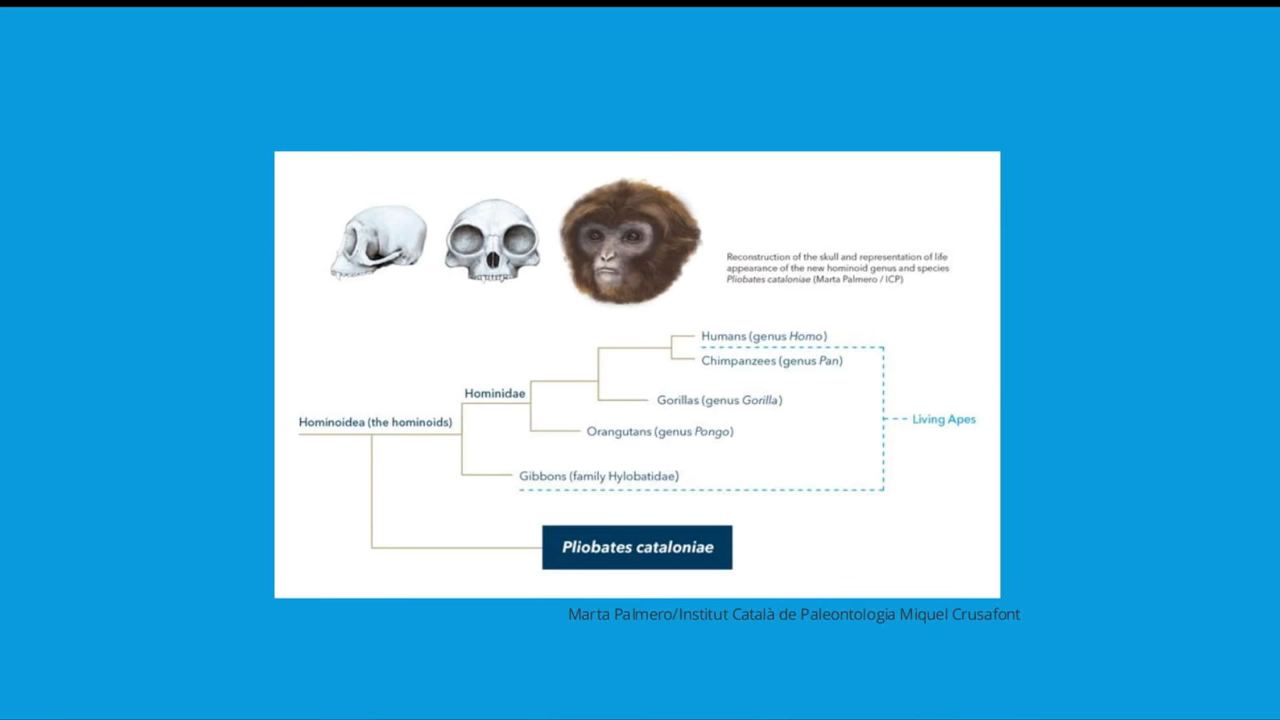 Reconstruction of the skull and representation of life
appearance of the new hominoid genus and species
Pliobates cataloniae (Marta Palmero / ICP)
Humans (genus Homo)
Chimpanzees (genus Pan)
Hominidae
Gorillas (genus Gorilla)
Living Apes
Hominoidea (the hominoids)
Orangutans (genus Pongo)
Gibbons (family Hylobatidae)
Pliobates cataloniae
Marta Palmero/Institut Català de Paleontologia Miquel Crusafont